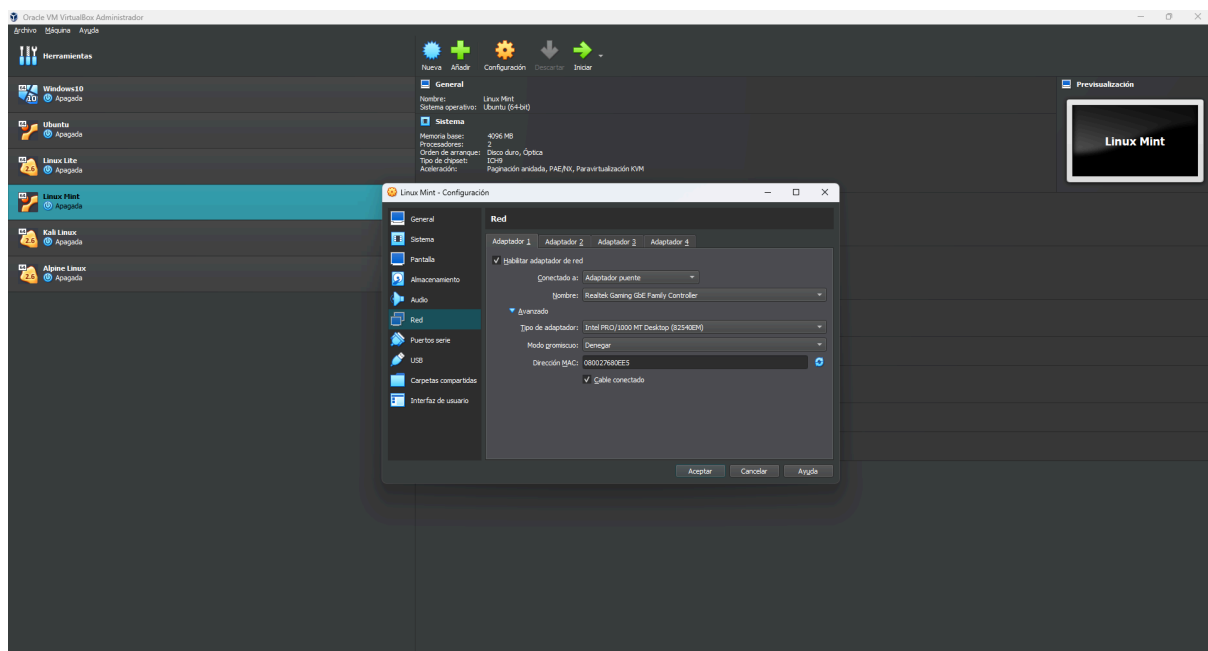 Oracle VM VirtualBox Administrador
Archivo Máquina Ayuda
Herramientas
Nueva Añadir Configuración Descartar Iniciar
Windows10
Apagada
Ubuntu
Apagada
Linux Lite
Apagada
Linux Mint
Apagada
Kali Linux
Apagada
Alpine Linux
Apagada
General
Nombre: Linux Mint
Sistema operativo: Ubuntu (64-bit)
Sistema
Memoria base: 4096 MB
Procesadores: 2
Orden de arranque: Disco duro, Óptica
Tipo de chipset: ICH9
Aceleración: Paginación anidada, PAE/NX, Paravirtualización KVM
Previsualización
Linux Mint
Linux Mint - Configuración
General
Sistema
Pantalla
Almacenamiento
Audio
Red
Puertos serie
USB
Carpetas compartidas
Interfaz de usuario
Red
Adaptador 1 Adaptador 2 Adaptador 3 Adaptador 4
Habilitar adaptador de red
Conectado a: Adaptador puente
Nombre: Realtek Gaming GbE Family Controller
Avanzado
Tipo de adaptador: Intel PRO/1000 MT Desktop (82540EM)
Modo promiscuo: Denegar
Dirección MAC: 080027680EE5
Cable conectado
Aceptar Cancelar Ayuda